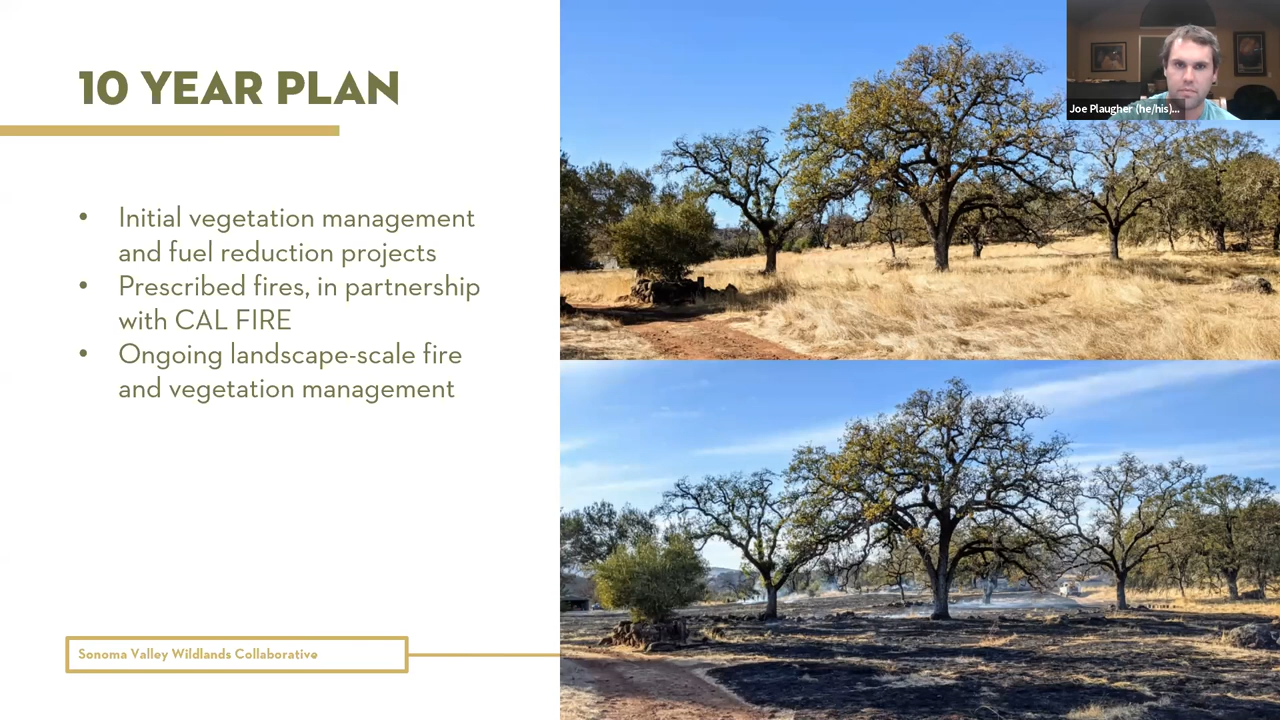 10 YEAR PLAN
• Initial vegetation management
and fuel reduction projects
• Prescribed fires, in partnership
with CAL FIRE
• Ongoing landscape-scale fire
and vegetation management
Sonoma Valley Wildlands Collaborative
Joe Plaugher (he/his)...